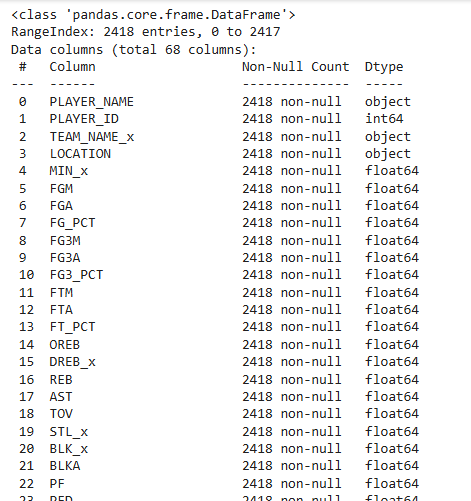 <class 'pandas.core.frame.DataFrame'>
RangeIndex: 2418 entries, 0 to 2417
Data columns (total 68 columns):
 #   Column                 Non-Null Count  Dtype
---  ------                 --------------  -----
 0   PLAYER_NAME            2418 non-null   object
 1   PLAYER_ID              2418 non-null   int64
 2   TEAM_NAME_x            2418 non-null   object
 3   LOCATION               2418 non-null   object
 4   MIN_x                  2418 non-null   float64
 5   FGM                    2418 non-null   float64
 6   FGA                    2418 non-null   float64
 7   FG_PCT                 2418 non-null   float64
 8   FG3M                   2418 non-null   float64
 9   FG3A                   2418 non-null   float64
 10  FG3_PCT                2418 non-null   float64
 11  FTM                    2418 non-null   float64
 12  FTA                    2418 non-null   float64
 13  FT_PCT                 2418 non-null   float64
 14  OREB                   2418 non-null   float64
 15  DREB_x                 2418 non-null   float64
 16  REB                    2418 non-null   float64
 17  AST                    2418 non-null   float64
 18  TOV                    2418 non-null   float64
 19  STL_x                  2418 non-null   float64
 20  BLK_x                  2418 non-null   float64
 21  BLKA                   2418 non-null   float64
 22  PF                     2418 non-null   float64
 23                         2418 non-null   float64